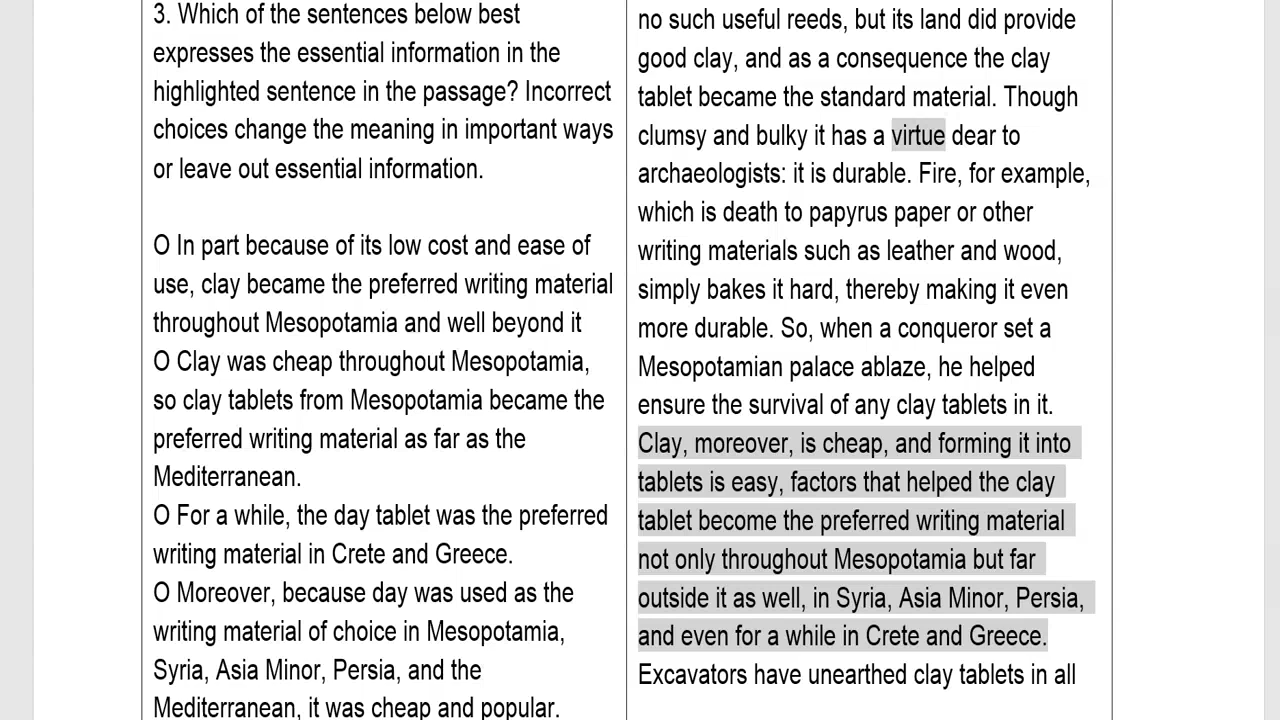 3. Which of the sentences below best
expresses the essential information in the
highlighted sentence in the passage? Incorrect
choices change the meaning in important ways
or leave out essential information.
O In part because of its low cost and ease of
use, clay became the preferred writing material
throughout Mesopotamia and well beyond it
O Clay was cheap throughout Mesopotamia,
so clay tablets from Mesopotamia became the
preferred writing material as far as the
Mediterranean.
O For a while, the day tablet was the preferred
writing material in Crete and Greece.
O Moreover, because day was used as the
writing material of choice in Mesopotamia,
Syria, Asia Minor, Persia, and the
Mediterranean, it was cheap and popular.
no such useful reeds, but its land did provide
good clay, and as a consequence the clay
tablet became the standard material. Though
clumsy and bulky it has a virtue dear to
archaeologists: it is durable. Fire, for example,
which is death to papyrus paper or other
writing materials such as leather and wood,
simply bakes it hard, thereby making it even
more durable. So, when a conqueror set a
Mesopotamian palace ablaze, he helped
ensure the survival of any clay tablets in it.
Clay, moreover, is cheap, and forming it into
tablets is easy, factors that helped the clay
tablet become the preferred writing material
not only throughout Mesopotamia but far
outside it as well, in Syria, Asia Minor, Persia,
and even for a while in Crete and Greece.
Excavators have unearthed clay tablets in all